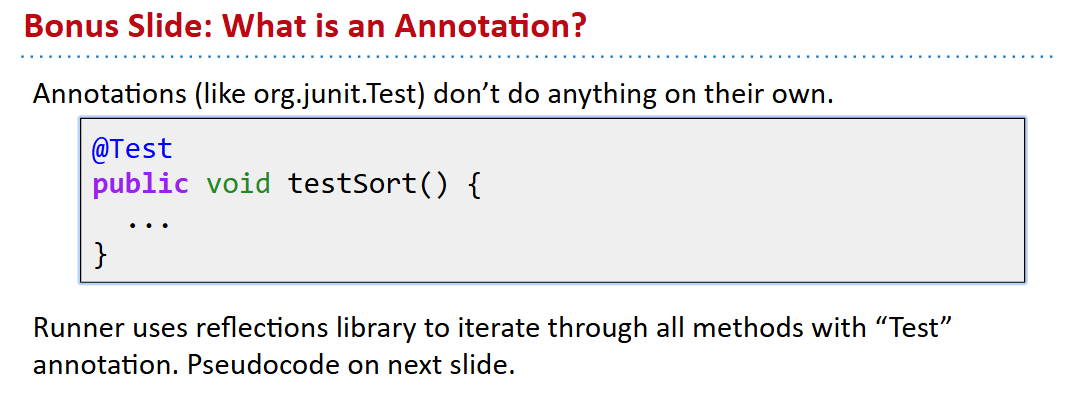 Bonus Slide: What is an Annotation?
Annotations (like org.junit.Test) don’t do anything on their own.
@Test
public void testSort() {
...
}
Runner uses reflections library to iterate through all methods with “Test”
annotation. Pseudocode on next slide.